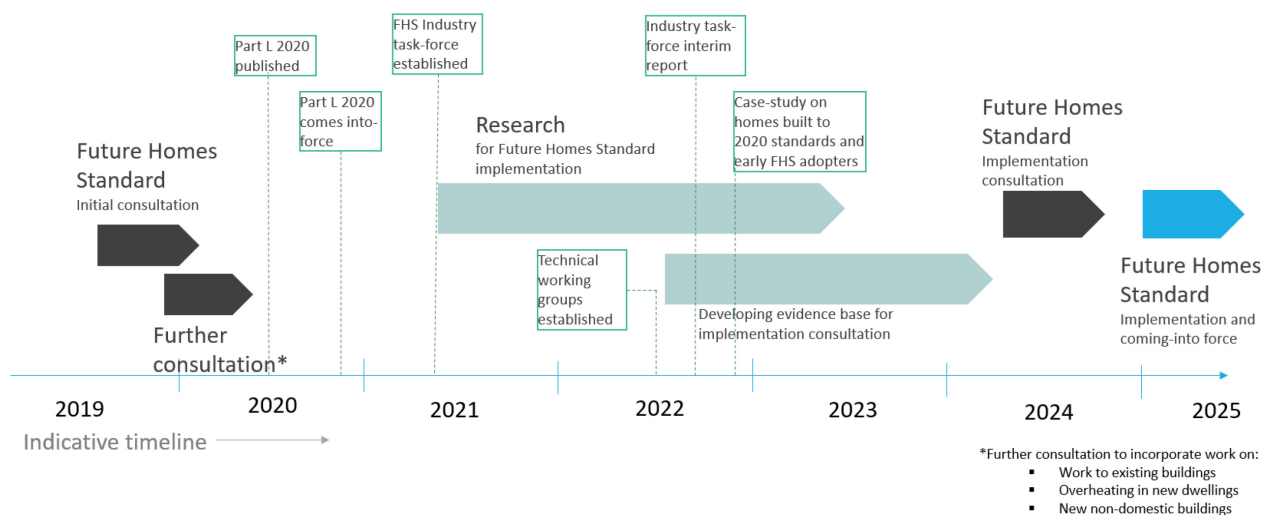 Part L 2020
published
FHS Industry
task-force
established
Industry task-
force interim
report
Part L 2020
comes into-
force
Case-study on
homes built to
2020 standards and
early FHS adopters
Future Homes
Standard
Initial consultation
Research
for Future Homes Standard
implementation
Future Homes
Standard
Implementation
consultation
Further
consultation*
Technical
working
groups
established
Developing evidence base for
implementation consultation
Future Homes
Standard
Implementation and
coming-into force
2019
2020
2021
2022
2023
2024
2025
Indicative timeline
*Further consultation to incorporate work on:
▪ Work to existing buildings
▪ Overheating in new dwellings
▪ New non-domestic buildings